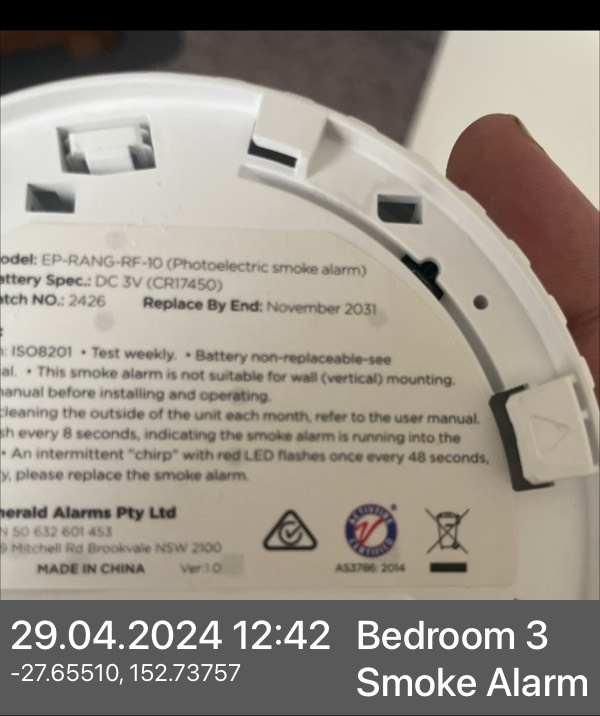 odel: EP-RANG-RF-10 (Photoelectric smoke alarm)
attery Spec.: DC 3V (CR17450)
atch NO.: 2426 Replace By End: November 2031
: ISO8201 • Test weekly. • Battery non-replaceable-see
al. • This smoke alarm is not suitable for wall (vertical) mounting.
anual before installing and operating.
cleaning the outside of the unit each month, refer to the user manual.
sh every 8 seconds, indicating the smoke alarm is running into the
• An intermittent "chirp" with red LED flashes once every 48 seconds,
y, please replace the smoke alarm.
nerald Alarms Pty Ltd
N 50 632 601 453
9 Mitchell Rd Brookvale NSW 2100
MADE IN CHINA Ver:1.0
ACTIVFIRE
CERTIFIED
AS3786: 2014
29.04.2024 12:42
-27.65510, 152.73757
Bedroom 3
Smoke Alarm